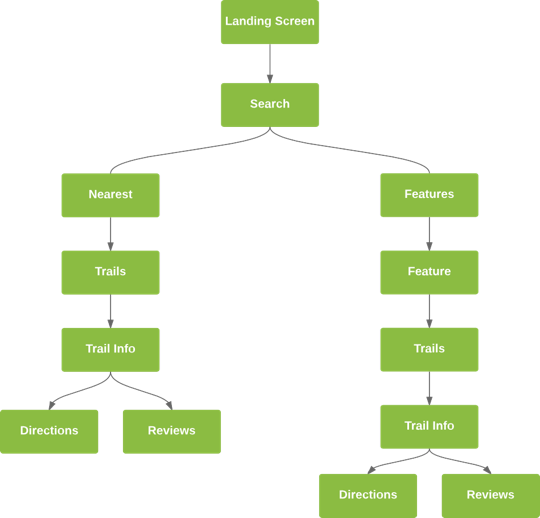 Landing Screen
Search
Nearest
Features
Trails
Feature
Trail Info
Trails
Directions
Reviews
Trail Info
Directions
Reviews